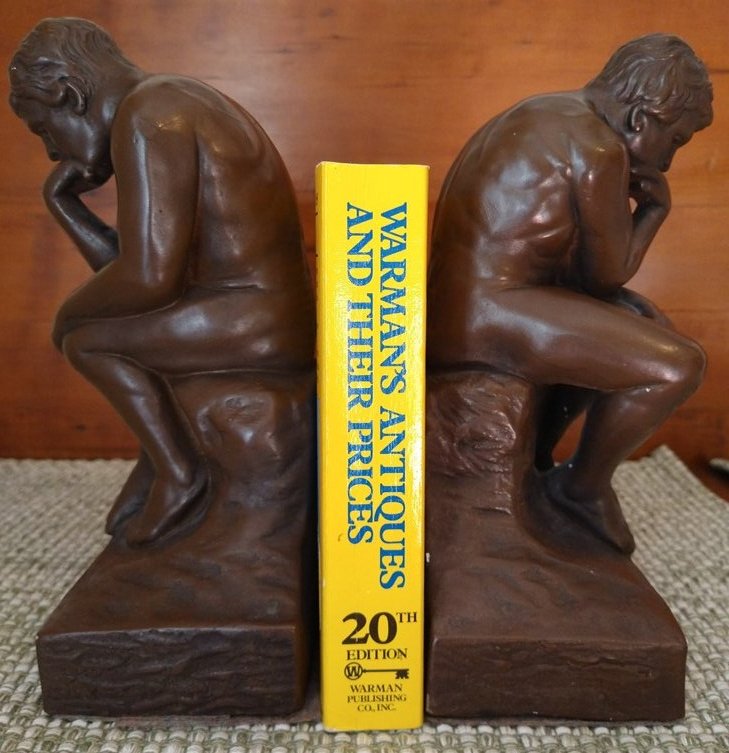 WARMAN'S ANTIQUES
AND THEIR PRICES
20TH
EDITION
W
WARMAN
PUBLISHING
CO., INC.